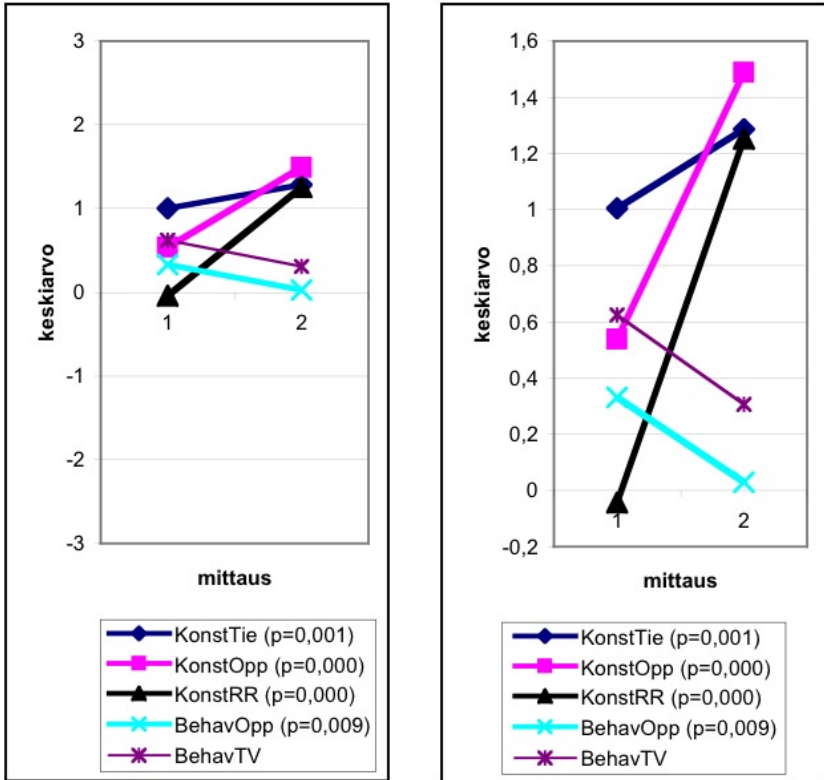 3
2
1
0
-1
-2
-3
keskiarvo
1
2
mittaus
KonstTie (p=0,001)
KonstOpp (p=0,000)
KonstRR (p=0,000)
BehavOpp (p=0,009)
BehavTV
1,6
1,4
1,2
1
0,8
0,6
0,4
0,2
0
-0,2
keskiarvo
1
2
mittaus
KonstTie (p=0,001)
KonstOpp (p=0,000)
KonstRR (p=0,000)
BehavOpp (p=0,009)
BehavTV